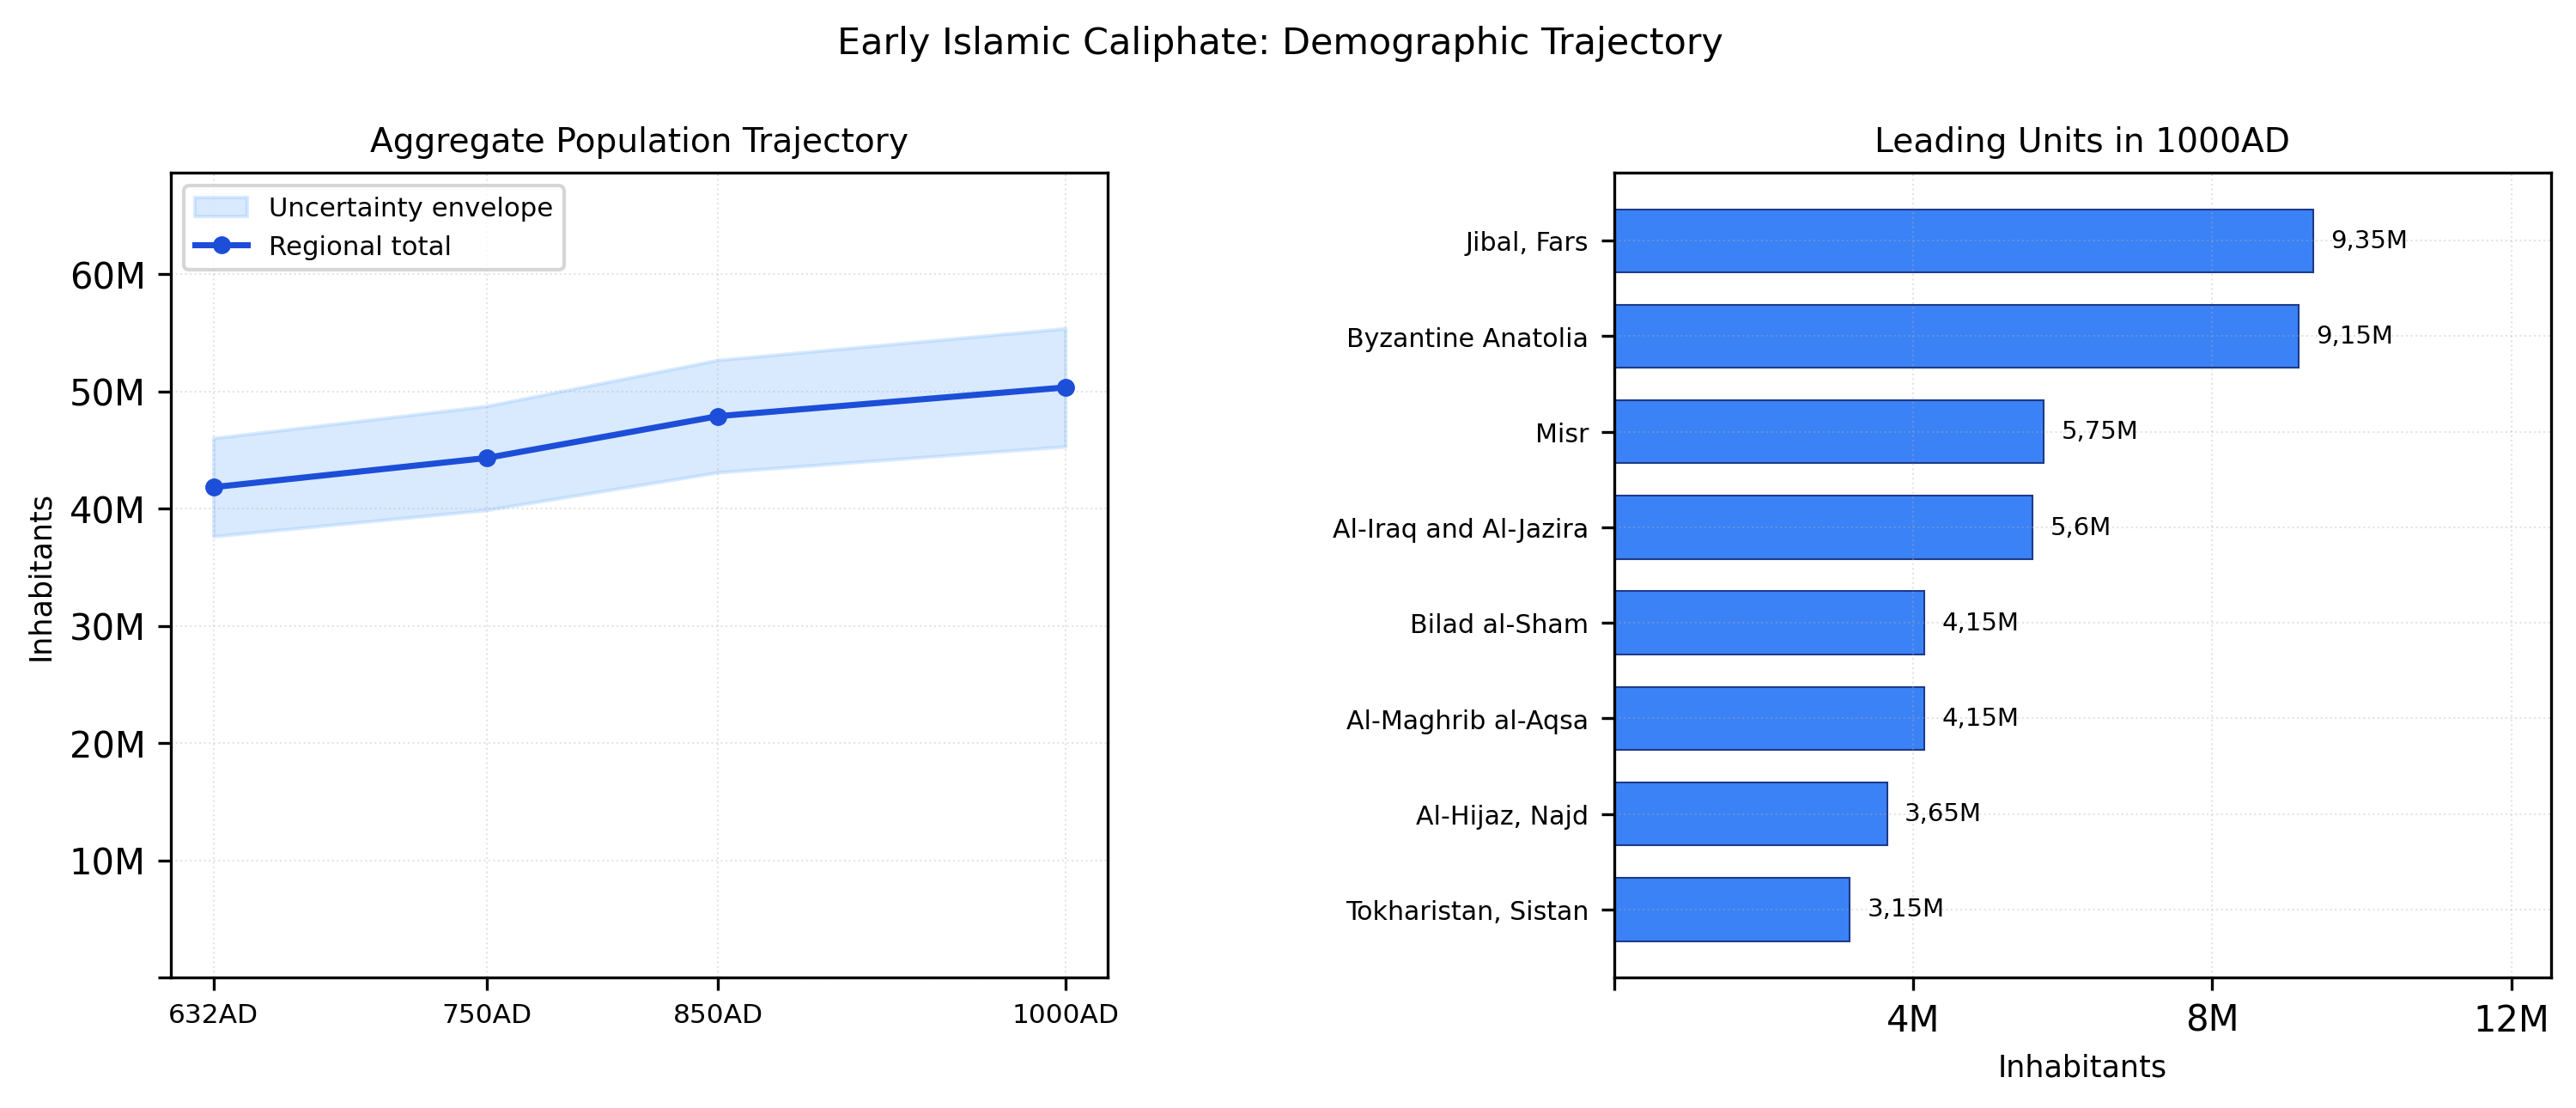 Early Islamic Caliphate: Demographic Trajectory
Aggregate Population Trajectory
Uncertainty envelope
Regional total
60M
50M
40M
30M
20M
10M
Inhabitants
632AD
750AD
850AD
1000AD
Leading Units in 1000AD
Jibal, Fars
9,35M
Byzantine Anatolia
9,15M
Misr
5,75M
Al-Iraq and Al-Jazira
5,6M
Bilad al-Sham
4,15M
Al-Maghrib al-Aqsa
4,15M
Al-Hijaz, Najd
3,65M
Tokharistan, Sistan
3,15M
4M
8M
12M
Inhabitants